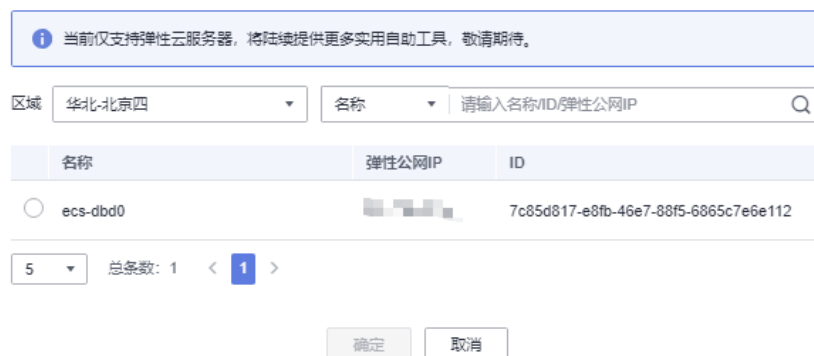 当前仅支持弹性云服务器，将陆续提供更多实用自助工具，敬请期待。
区域 华北-北京四 名称 请输入名称/ID/弹性公网IP
名称 弹性公网IP ID
ecs-dbd0 7c85d817-e8fb-46e7-88f5-6865c7e6e112
5 总条数：1 < 1 >
确定 取消